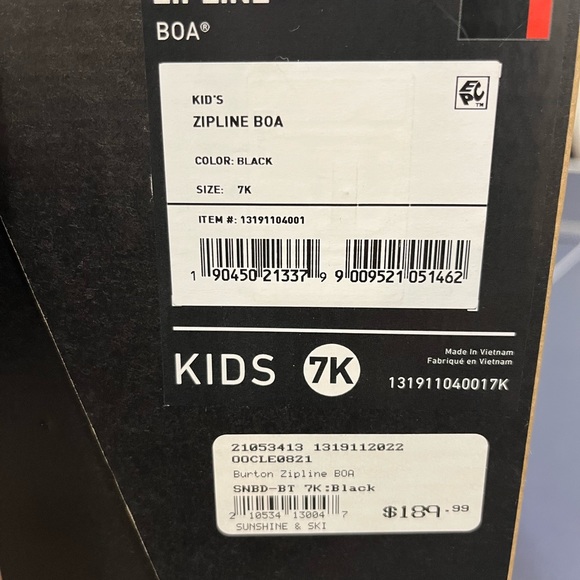 ZIPLINE
BOA®
EPC™
KID'S
ZIPLINE BOA
COLOR: BLACK
SIZE: 7K
ITEM #: 13191104001
1 90450 21337 9 9 009521 051462
KIDS 7K
Made In Vietnam
Fabriqué en Vietnam
131911040017K
21053413 1319112022
OOCLE0821
Burton Zipline BOA
SNBD-BT 7K:Black
2 10534 13004 7
$189.99
SUNSHINE & SKI